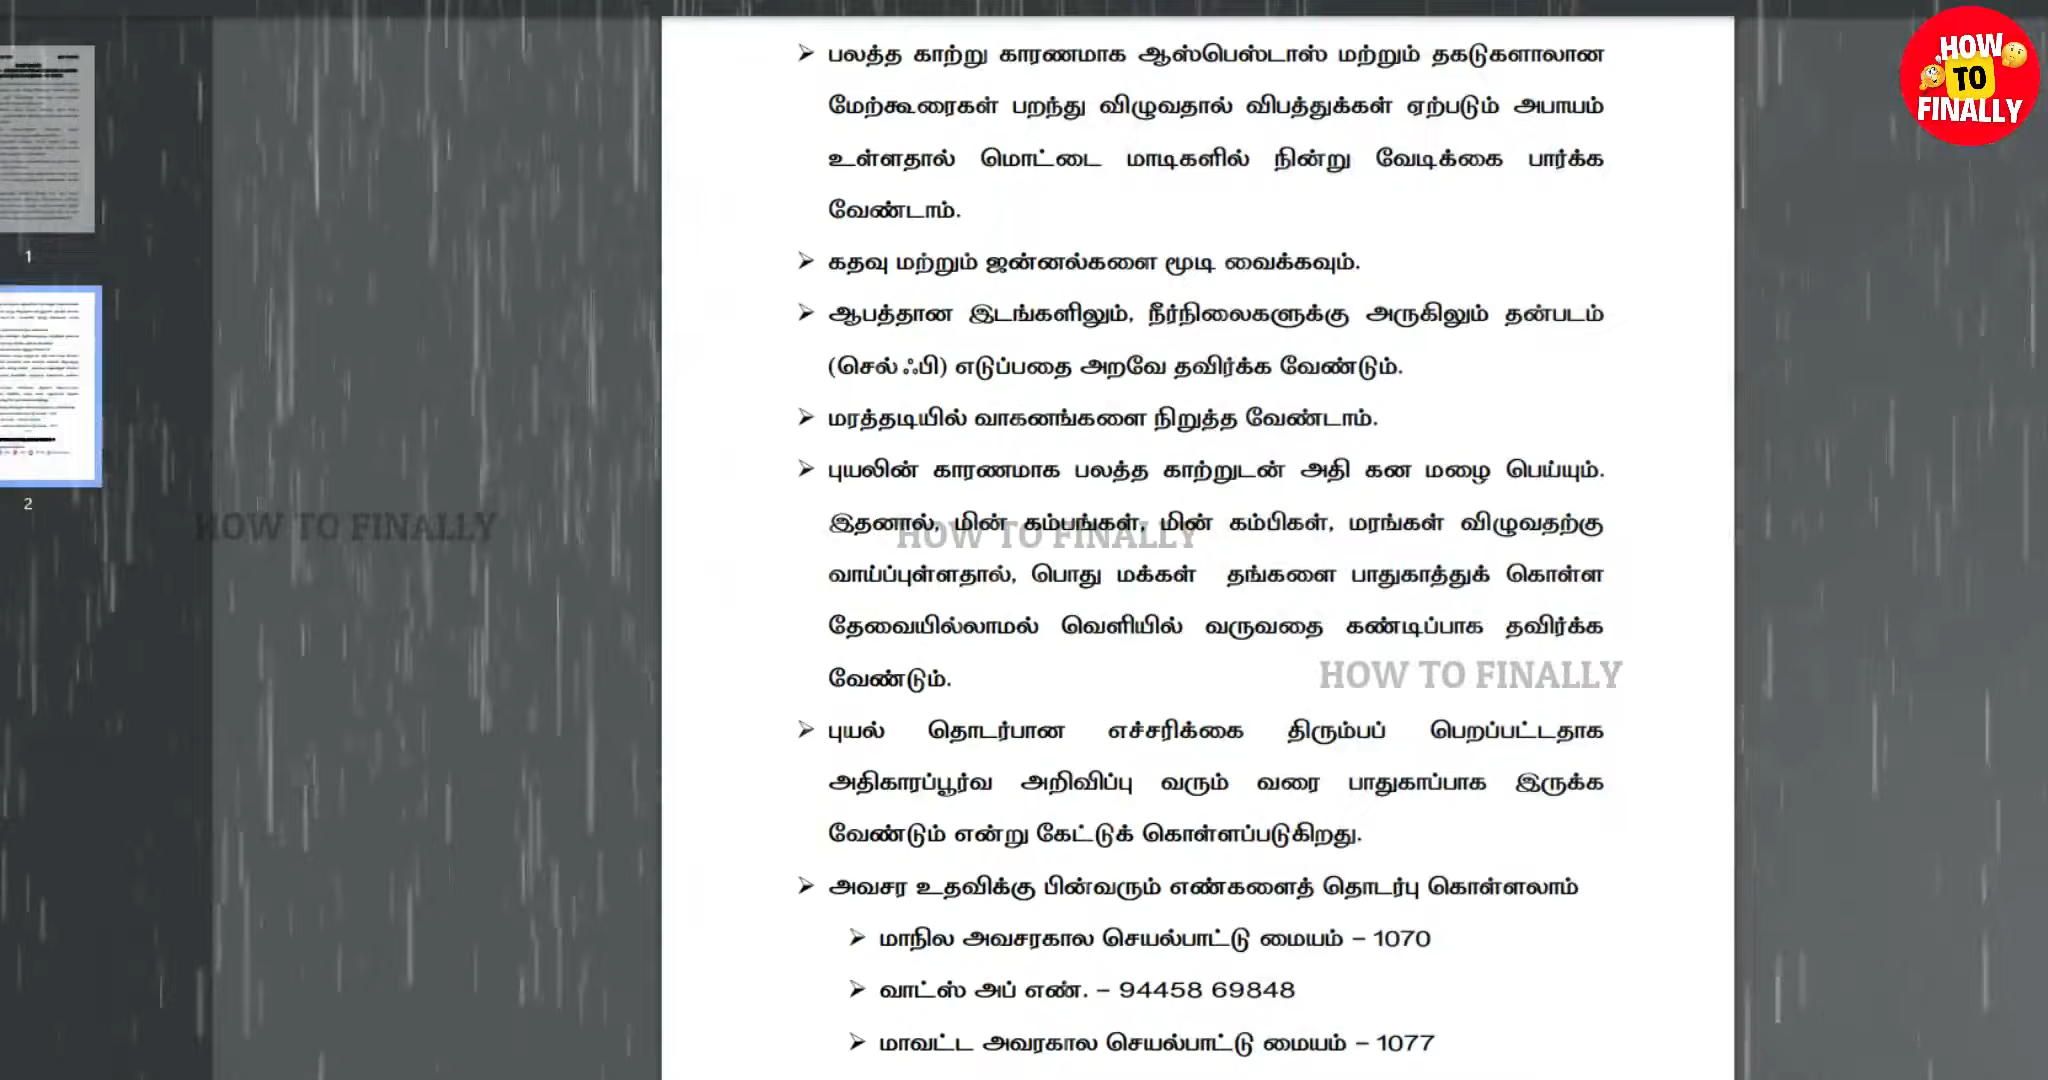 HOW
TO
FINALLY
➢ பலத்த காற்று காரணமாக ஆஸ்பெஸ்டாஸ் மற்றும் தகடுகளாலான
மேற்கூரைகள் பறந்து விழுவதால் விபத்துக்கள் ஏற்படும் அபாயம்
உள்ளதால் மொட்டை மாடிகளில் நின்று வேடிக்கை பார்க்க
வேண்டாம்.
➢ கதவு மற்றும் ஜன்னல்களை மூடி வைக்கவும்.
➢ ஆபத்தான இடங்களிலும், நீர்நிலைகளுக்கு அருகிலும் தன்படம்
(செல்ஃபி) எடுப்பதை அறவே தவிர்க்க வேண்டும்.
➢ மரத்தடியில் வாகனங்களை நிறுத்த வேண்டாம்.
➢ புயலின் காரணமாக பலத்த காற்றுடன் அதி கன மழை பெய்யும்.
இதனால், மின் கம்பங்கள், மின் கம்பிகள், மரங்கள் விழுவதற்கு
வாய்ப்புள்ளதால், பொது மக்கள் தங்களை பாதுகாத்துக் கொள்ள
தேவையில்லாமல் வெளியில் வருவதை கண்டிப்பாக தவிர்க்க
வேண்டும்.
➢ புயல் தொடர்பான எச்சரிக்கை திரும்பப் பெறப்பட்டதாக
அதிகாரப்பூர்வ அறிவிப்பு வரும் வரை பாதுகாப்பாக இருக்க
வேண்டும் என்று கேட்டுக் கொள்ளப்படுகிறது.
➢ அவசர உதவிக்கு பின்வரும் எண்களைத் தொடர்பு கொள்ளலாம்
➢ மாநில அவசரகால செயல்பாட்டு மையம் – 1070
➢ வாட்ஸ் அப் எண். – 94458 69848
➢ மாவட்ட அவரகால செயல்பாட்டு மையம் – 1077
1
2
HOW TO FINALLY
HOW TO FINALLY
HOW TO FINALLY